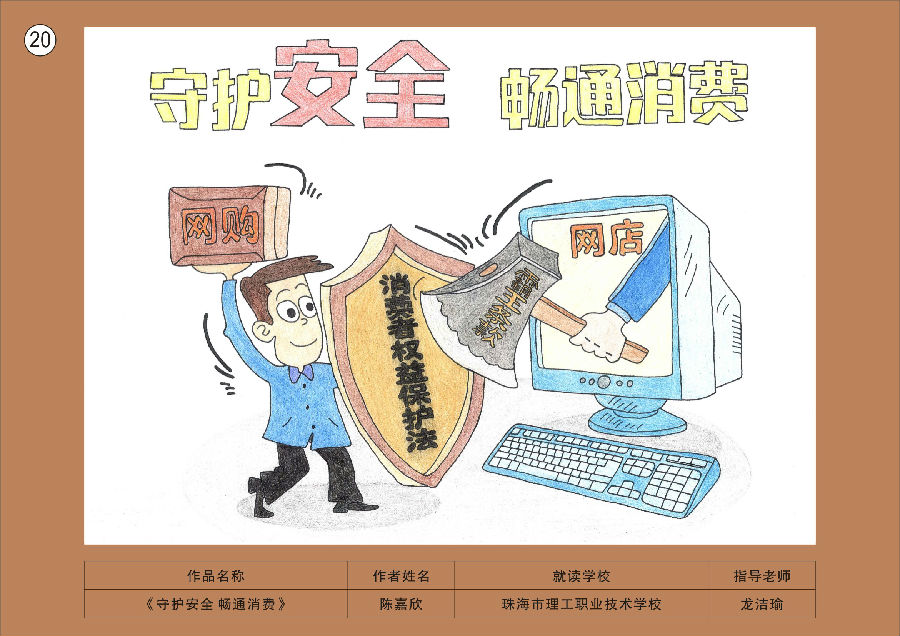 20
守护安全 畅通消费
网购
网店
消费者权益保护法
霸王条款
作品名称 作者姓名 就读学校 指导老师
《守护安全 畅通消费》 陈嘉欣 珠海市理工职业技术学校 龙洁瑜